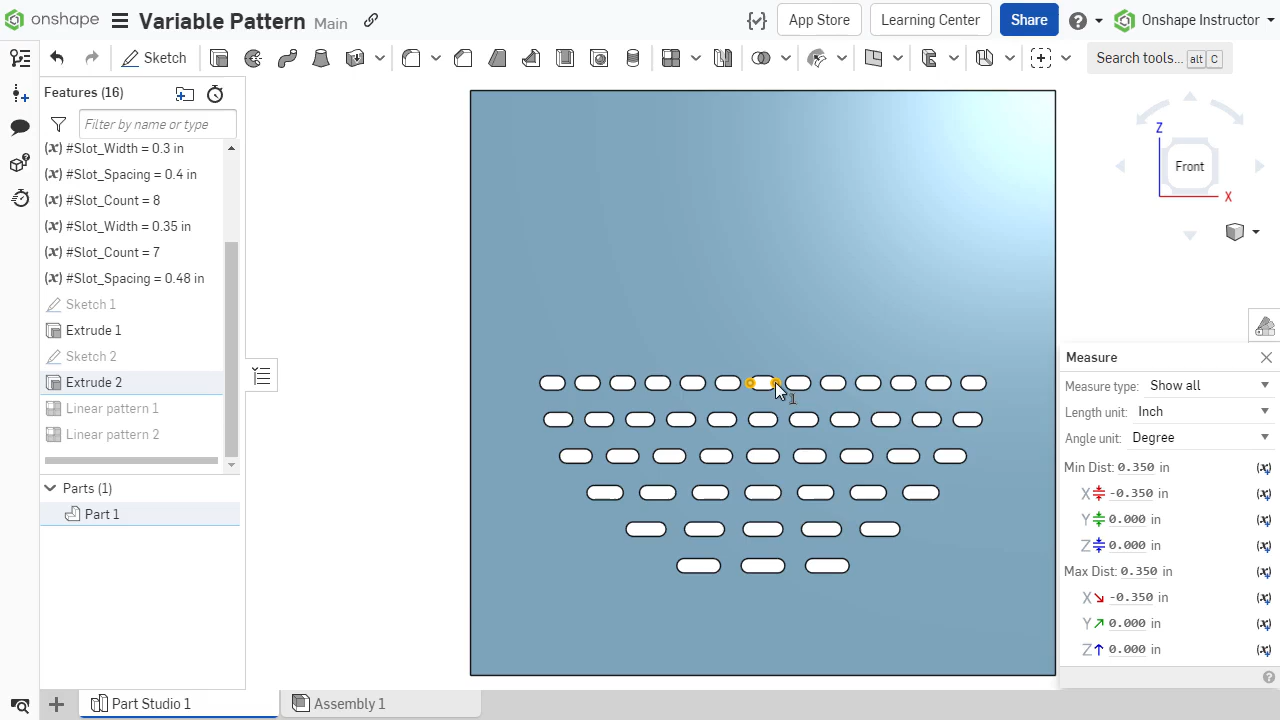 onshape Variable Pattern Main App Store Learning Center Share Onshape Instructor
Sketch Search tools... alt C
Features (16)
Filter by name or type
(x) #Slot_Width = 0.3 in
(x) #Slot_Spacing = 0.4 in
(x) #Slot_Count = 8
(x) #Slot_Width = 0.35 in
(x) #Slot_Count = 7
(x) #Slot_Spacing = 0.48 in
Sketch 1
Extrude 1
Sketch 2
Extrude 2
Linear pattern 1
Linear pattern 2
Parts (1)
Part 1
Z
Front
X
Measure
Measure type: Show all
Length unit: Inch
Angle unit: Degree
Min Dist: 0.350 in
X -0.350 in
Y 0.000 in
Z 0.000 in
Max Dist: 0.350 in
X -0.350 in
Y 0.000 in
Z 0.000 in
Part Studio 1 Assembly 1